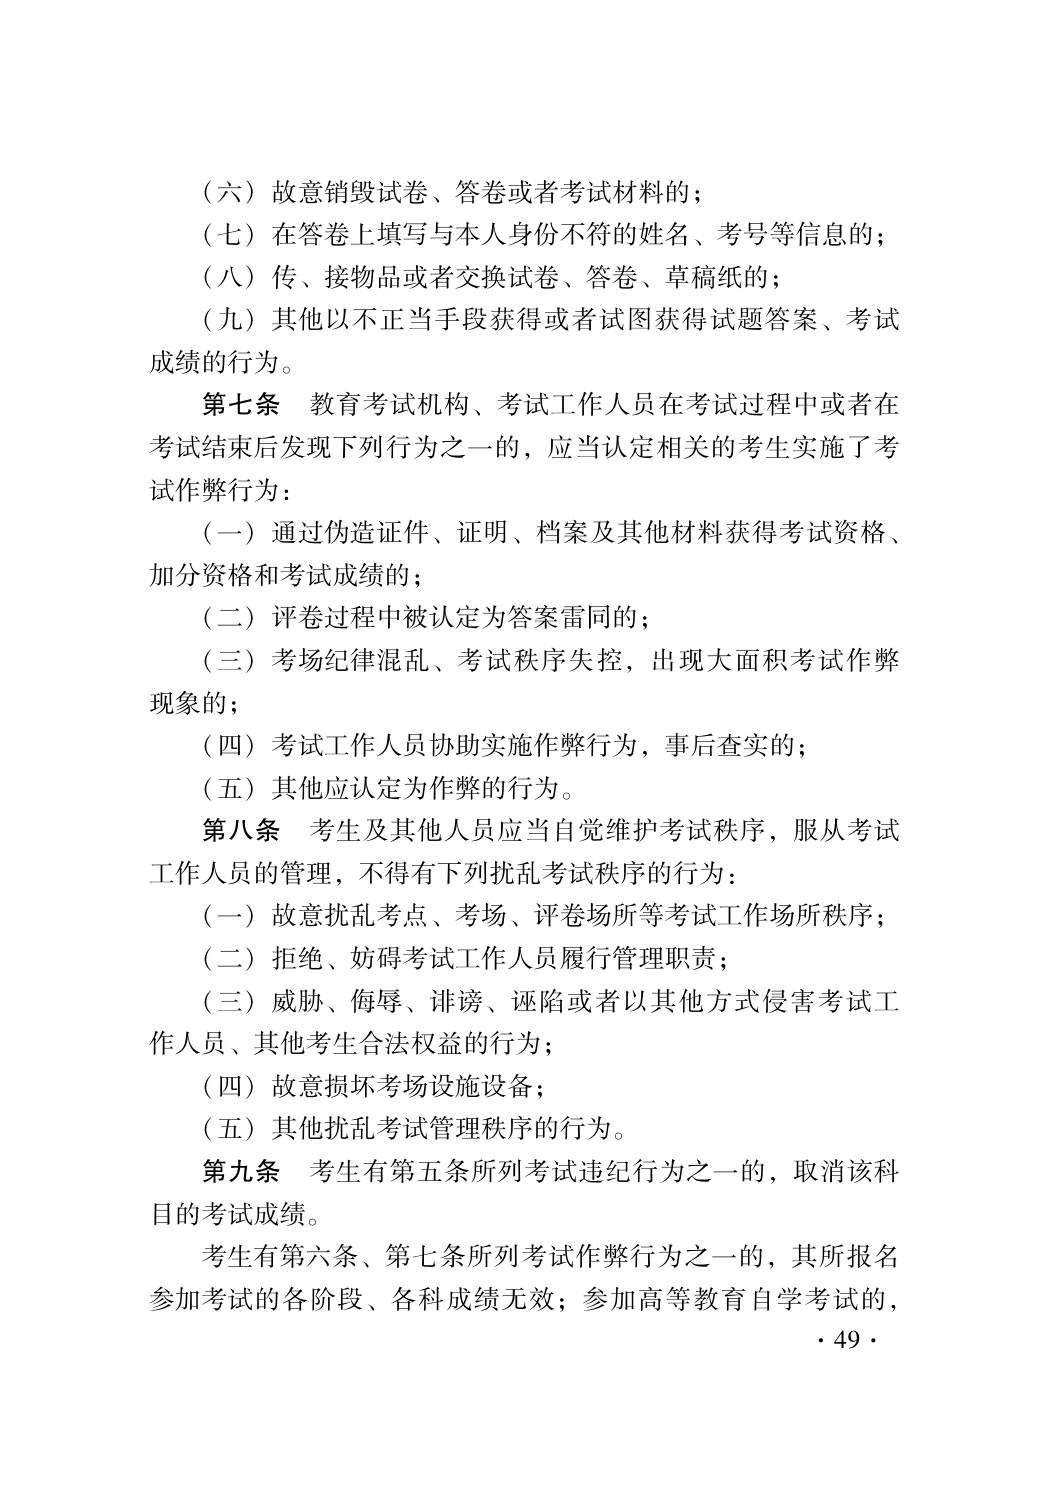 （六）故意销毁试卷、答卷或者考试材料的；
（七）在答卷上填写与本人身份不符的姓名、考号等信息的；
（八）传、接物品或者交换试卷、答卷、草稿纸的；
（九）其他以不正当手段获得或者试图获得试题答案、考试
成绩的行为。
第七条　教育考试机构、考试工作人员在考试过程中或者在
考试结束后发现下列行为之一的，应当认定相关的考生实施了考
试作弊行为：
（一）通过伪造证件、证明、档案及其他材料获得考试资格、
加分资格和考试成绩的；
（二）评卷过程中被认定为答案雷同的；
（三）考场纪律混乱、考试秩序失控，出现大面积考试作弊
现象的；
（四）考试工作人员协助实施作弊行为，事后查实的；
（五）其他应认定为作弊的行为。
第八条　考生及其他人员应当自觉维护考试秩序，服从考试
工作人员的管理，不得有下列扰乱考试秩序的行为：
（一）故意扰乱考点、考场、评卷场所等考试工作场所秩序；
（二）拒绝、妨碍考试工作人员履行管理职责；
（三）威胁、侮辱、诽谤、诬陷或者以其他方式侵害考试工
作人员、其他考生合法权益的行为；
（四）故意损坏考场设施设备；
（五）其他扰乱考试管理秩序的行为。
第九条　考生有第五条所列考试违纪行为之一的，取消该科
目的考试成绩。
考生有第六条、第七条所列考试作弊行为之一的，其所报名
参加考试的各阶段、各科成绩无效；参加高等教育自学考试的，
· 49 ·